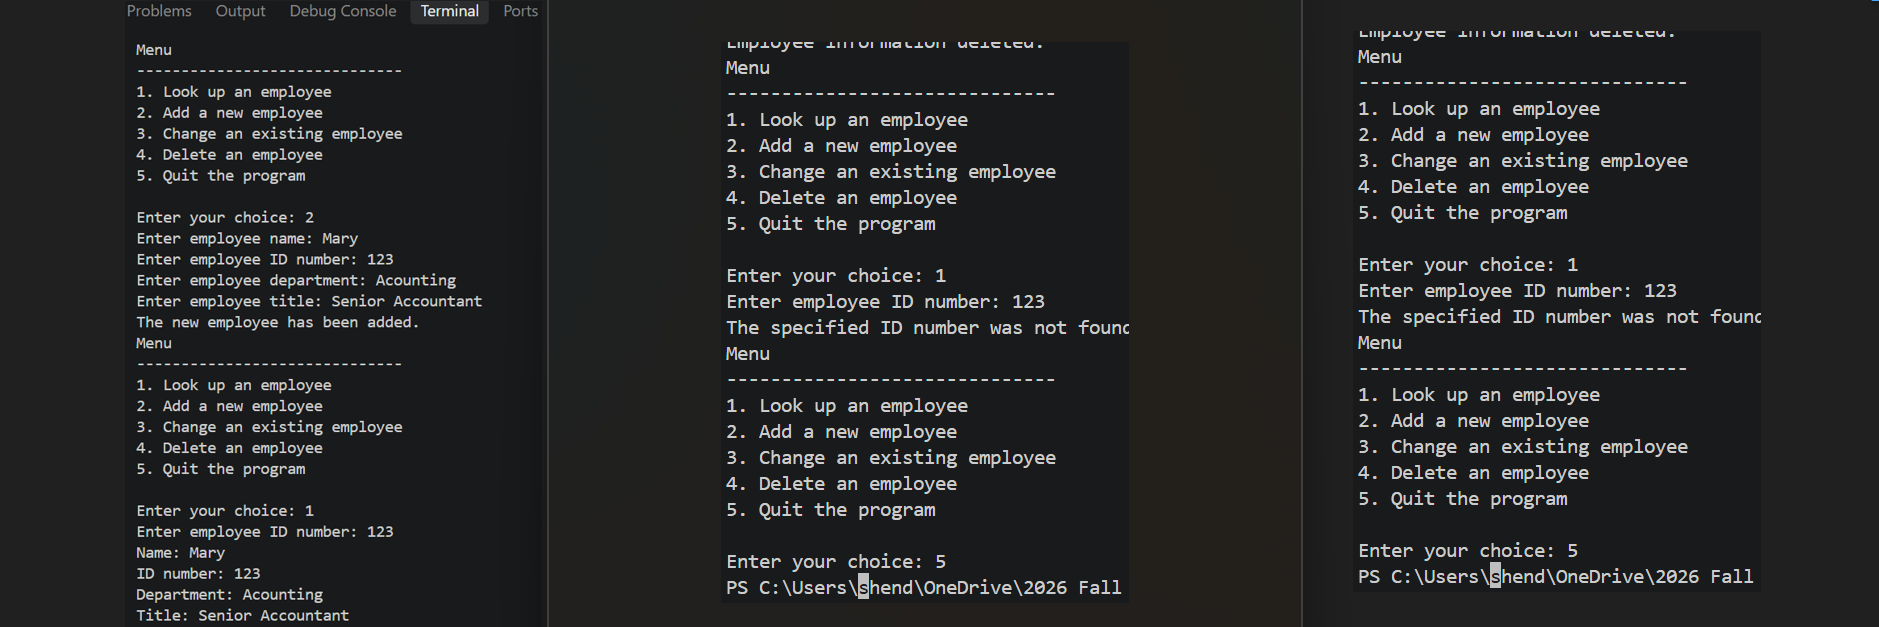 Problems Output Debug Console Terminal Ports
Menu
------------------------------
1. Look up an employee
2. Add a new employee
3. Change an existing employee
4. Delete an employee
5. Quit the program
Enter your choice: 2
Enter employee name: Mary
Enter employee ID number: 123
Enter employee department: Acounting
Enter employee title: Senior Accountant
The new employee has been added.
Menu
------------------------------
1. Look up an employee
2. Add a new employee
3. Change an existing employee
4. Delete an employee
5. Quit the program
Enter your choice: 1
Enter employee ID number: 123
Name: Mary
ID number: 123
Department: Acounting
Title: Senior Accountant
Employee information deleted.
Menu
------------------------------
1. Look up an employee
2. Add a new employee
3. Change an existing employee
4. Delete an employee
5. Quit the program
Enter your choice: 1
Enter employee ID number: 123
The specified ID number was not found
Menu
------------------------------
1. Look up an employee
2. Add a new employee
3. Change an existing employee
4. Delete an employee
5. Quit the program
Enter your choice: 5
PS C:\Users\shend\OneDrive\2026 Fall
Employee information deleted.
Menu
------------------------------
1. Look up an employee
2. Add a new employee
3. Change an existing employee
4. Delete an employee
5. Quit the program
Enter your choice: 1
Enter employee ID number: 123
The specified ID number was not found
Menu
------------------------------
1. Look up an employee
2. Add a new employee
3. Change an existing employee
4. Delete an employee
5. Quit the program
Enter your choice: 5
PS C:\Users\shend\OneDrive\2026 Fall